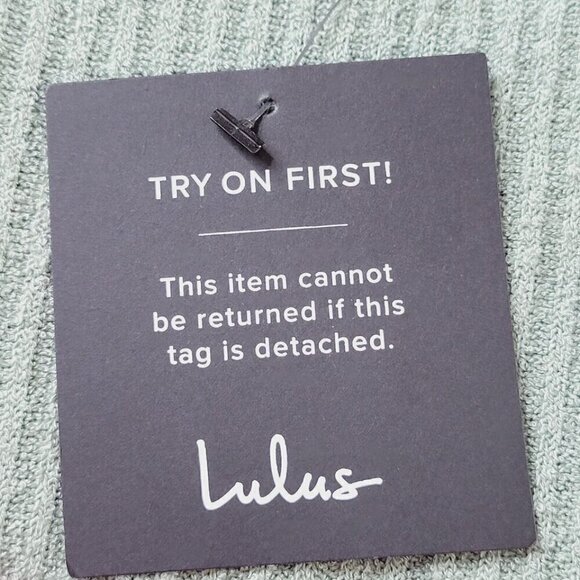 TRY ON FIRST!
This item cannot
be returned if this
tag is detached.
Lulus